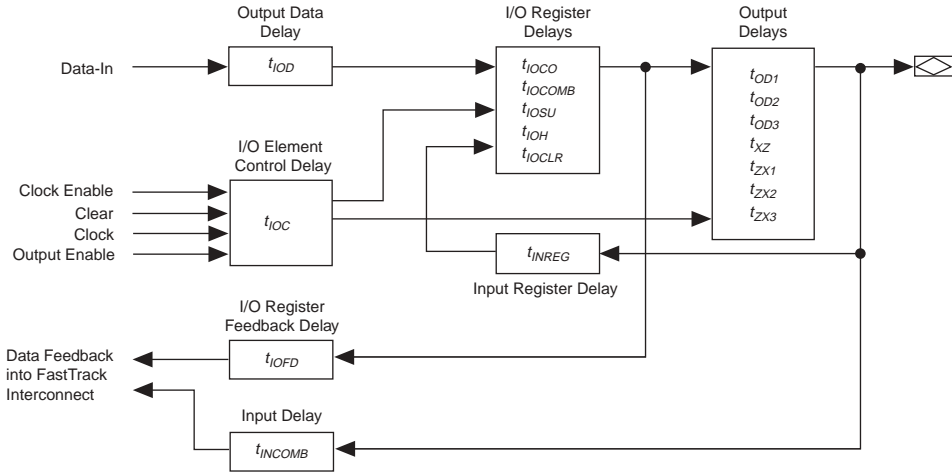 Output Data
Delay
I/O Register
Delays
Output
Delays
Data-In
tIOD
tIOCO
tIOCOMB
tIOSU
tIOH
tIOCLR
tOD1
tOD2
tOD3
tXZ
tZX1
tZX2
tZX3
I/O Element
Control Delay
Clock Enable
Clear
Clock
Output Enable
tIOC
tINREG
Input Register Delay
I/O Register
Feedback Delay
tIOFD
Data Feedback
into FastTrack
Interconnect
Input Delay
tINCOMB